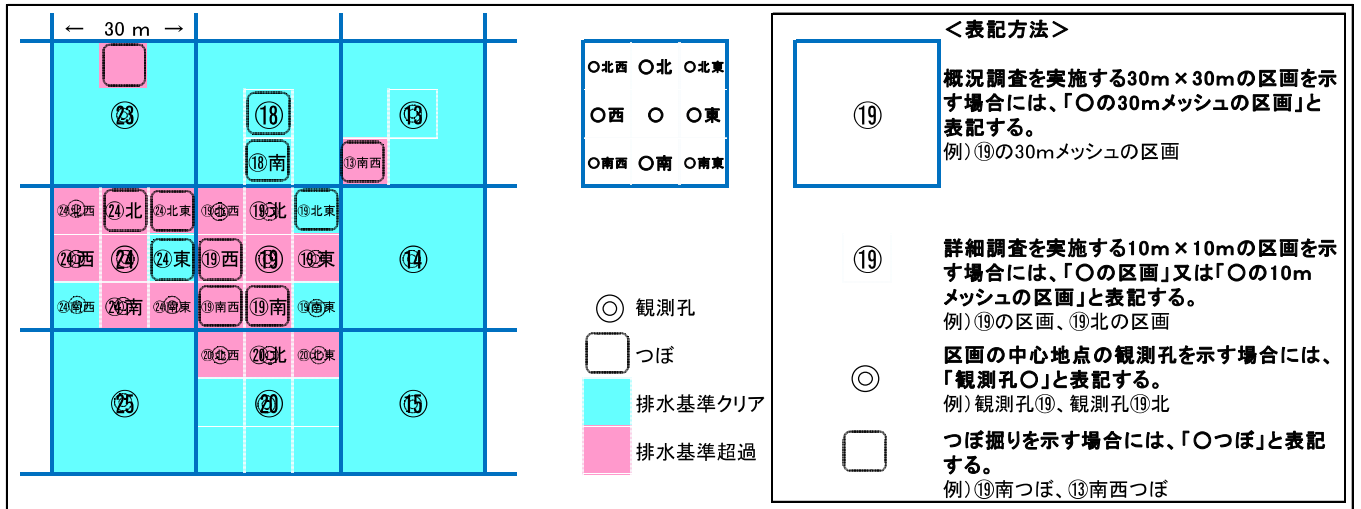 ← 30 m →
㉓ ⑱ ⑬
⑱南 ⑬南西
㉔北西 ㉔北 ㉔北東 ⑲北西 ⑲北 ⑲北東
㉔西 ㉔ ㉔東 ⑲西 ⑲ ⑲東 ⑭
㉔南西 ㉔南 ㉔南東 ⑲南西 ⑲南 ⑲南東
⑳北西 ⑳北 ⑳北東
㉕ ⑳ ⑮
○北西 ○北 ○北東
○西 ○ ○東
○南西 ○南 ○南東
◎ 観測孔
つぼ
排水基準クリア
排水基準超過
<表記方法>
⑲
概況調査を実施する30m×30mの区画を示
す場合には、「○の30mメッシュの区画」と
表記する。
例)⑲の30mメッシュの区画
⑲
詳細調査を実施する10m×10mの区画を示
す場合には、「○の区画」又は「○の10m
メッシュの区画」と表記する。
例)⑲の区画、⑲北の区画
◎
区画の中心地点の観測孔を示す場合には、
「観測孔○」と表記する。
例)観測孔⑲、観測孔⑲北
つぼ掘りを示す場合には、「○つぼ」と表記
する。
例)⑲南つぼ、⑬南西つぼ